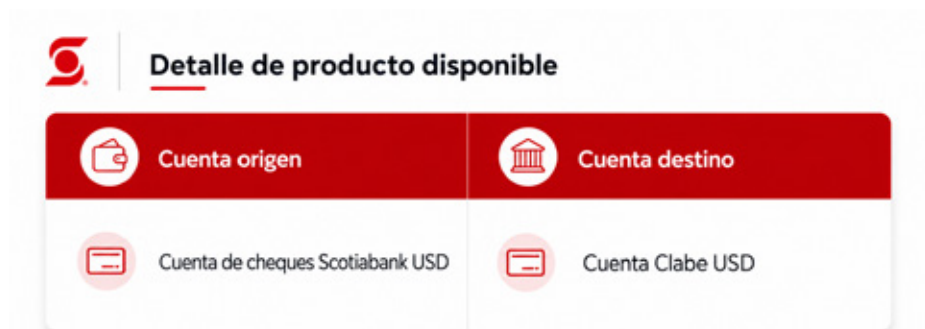 Detalle de producto disponible
Cuenta origen
Cuenta destino
Cuenta de cheques Scotiabank USD
Cuenta Clabe USD